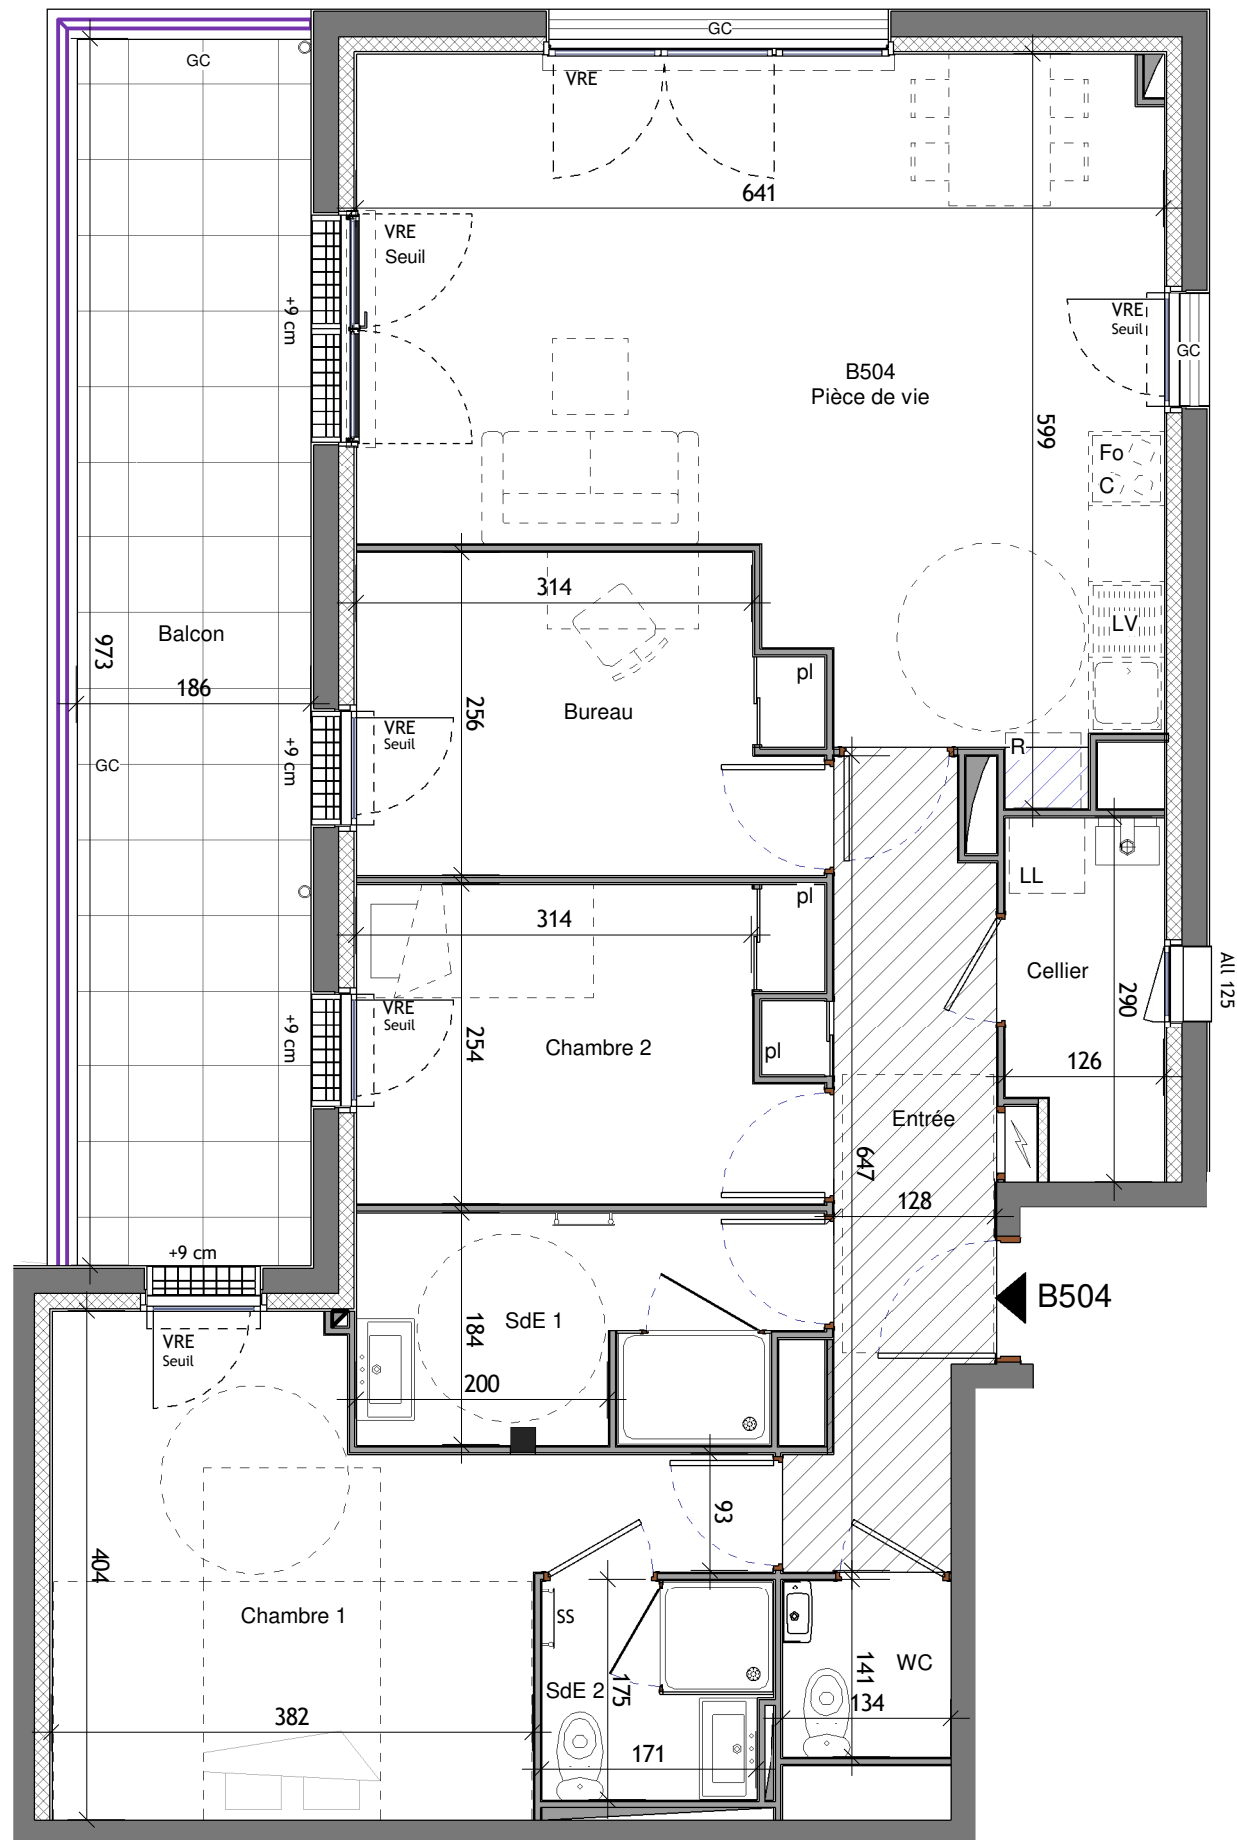 GC
GC
VRE
641
VRE
Seuil
+9 cm
VRE
Seuil
GC
B504
Pièce de vie
599
Fo
C
314
LV
Balcon
973
186
pl
Bureau
256
VRE
Seuil
+9 cm
GC
R
LL
pl
314
Cellier
290
All 125
VRE
Seuil
+9 cm
254
Chambre 2
pl
126
Entrée
647
128
+9 cm
B504
SdE 1
184
VRE
Seuil
200
93
404
Chambre 1
SS
WC
141
SdE 2
175
134
382
171